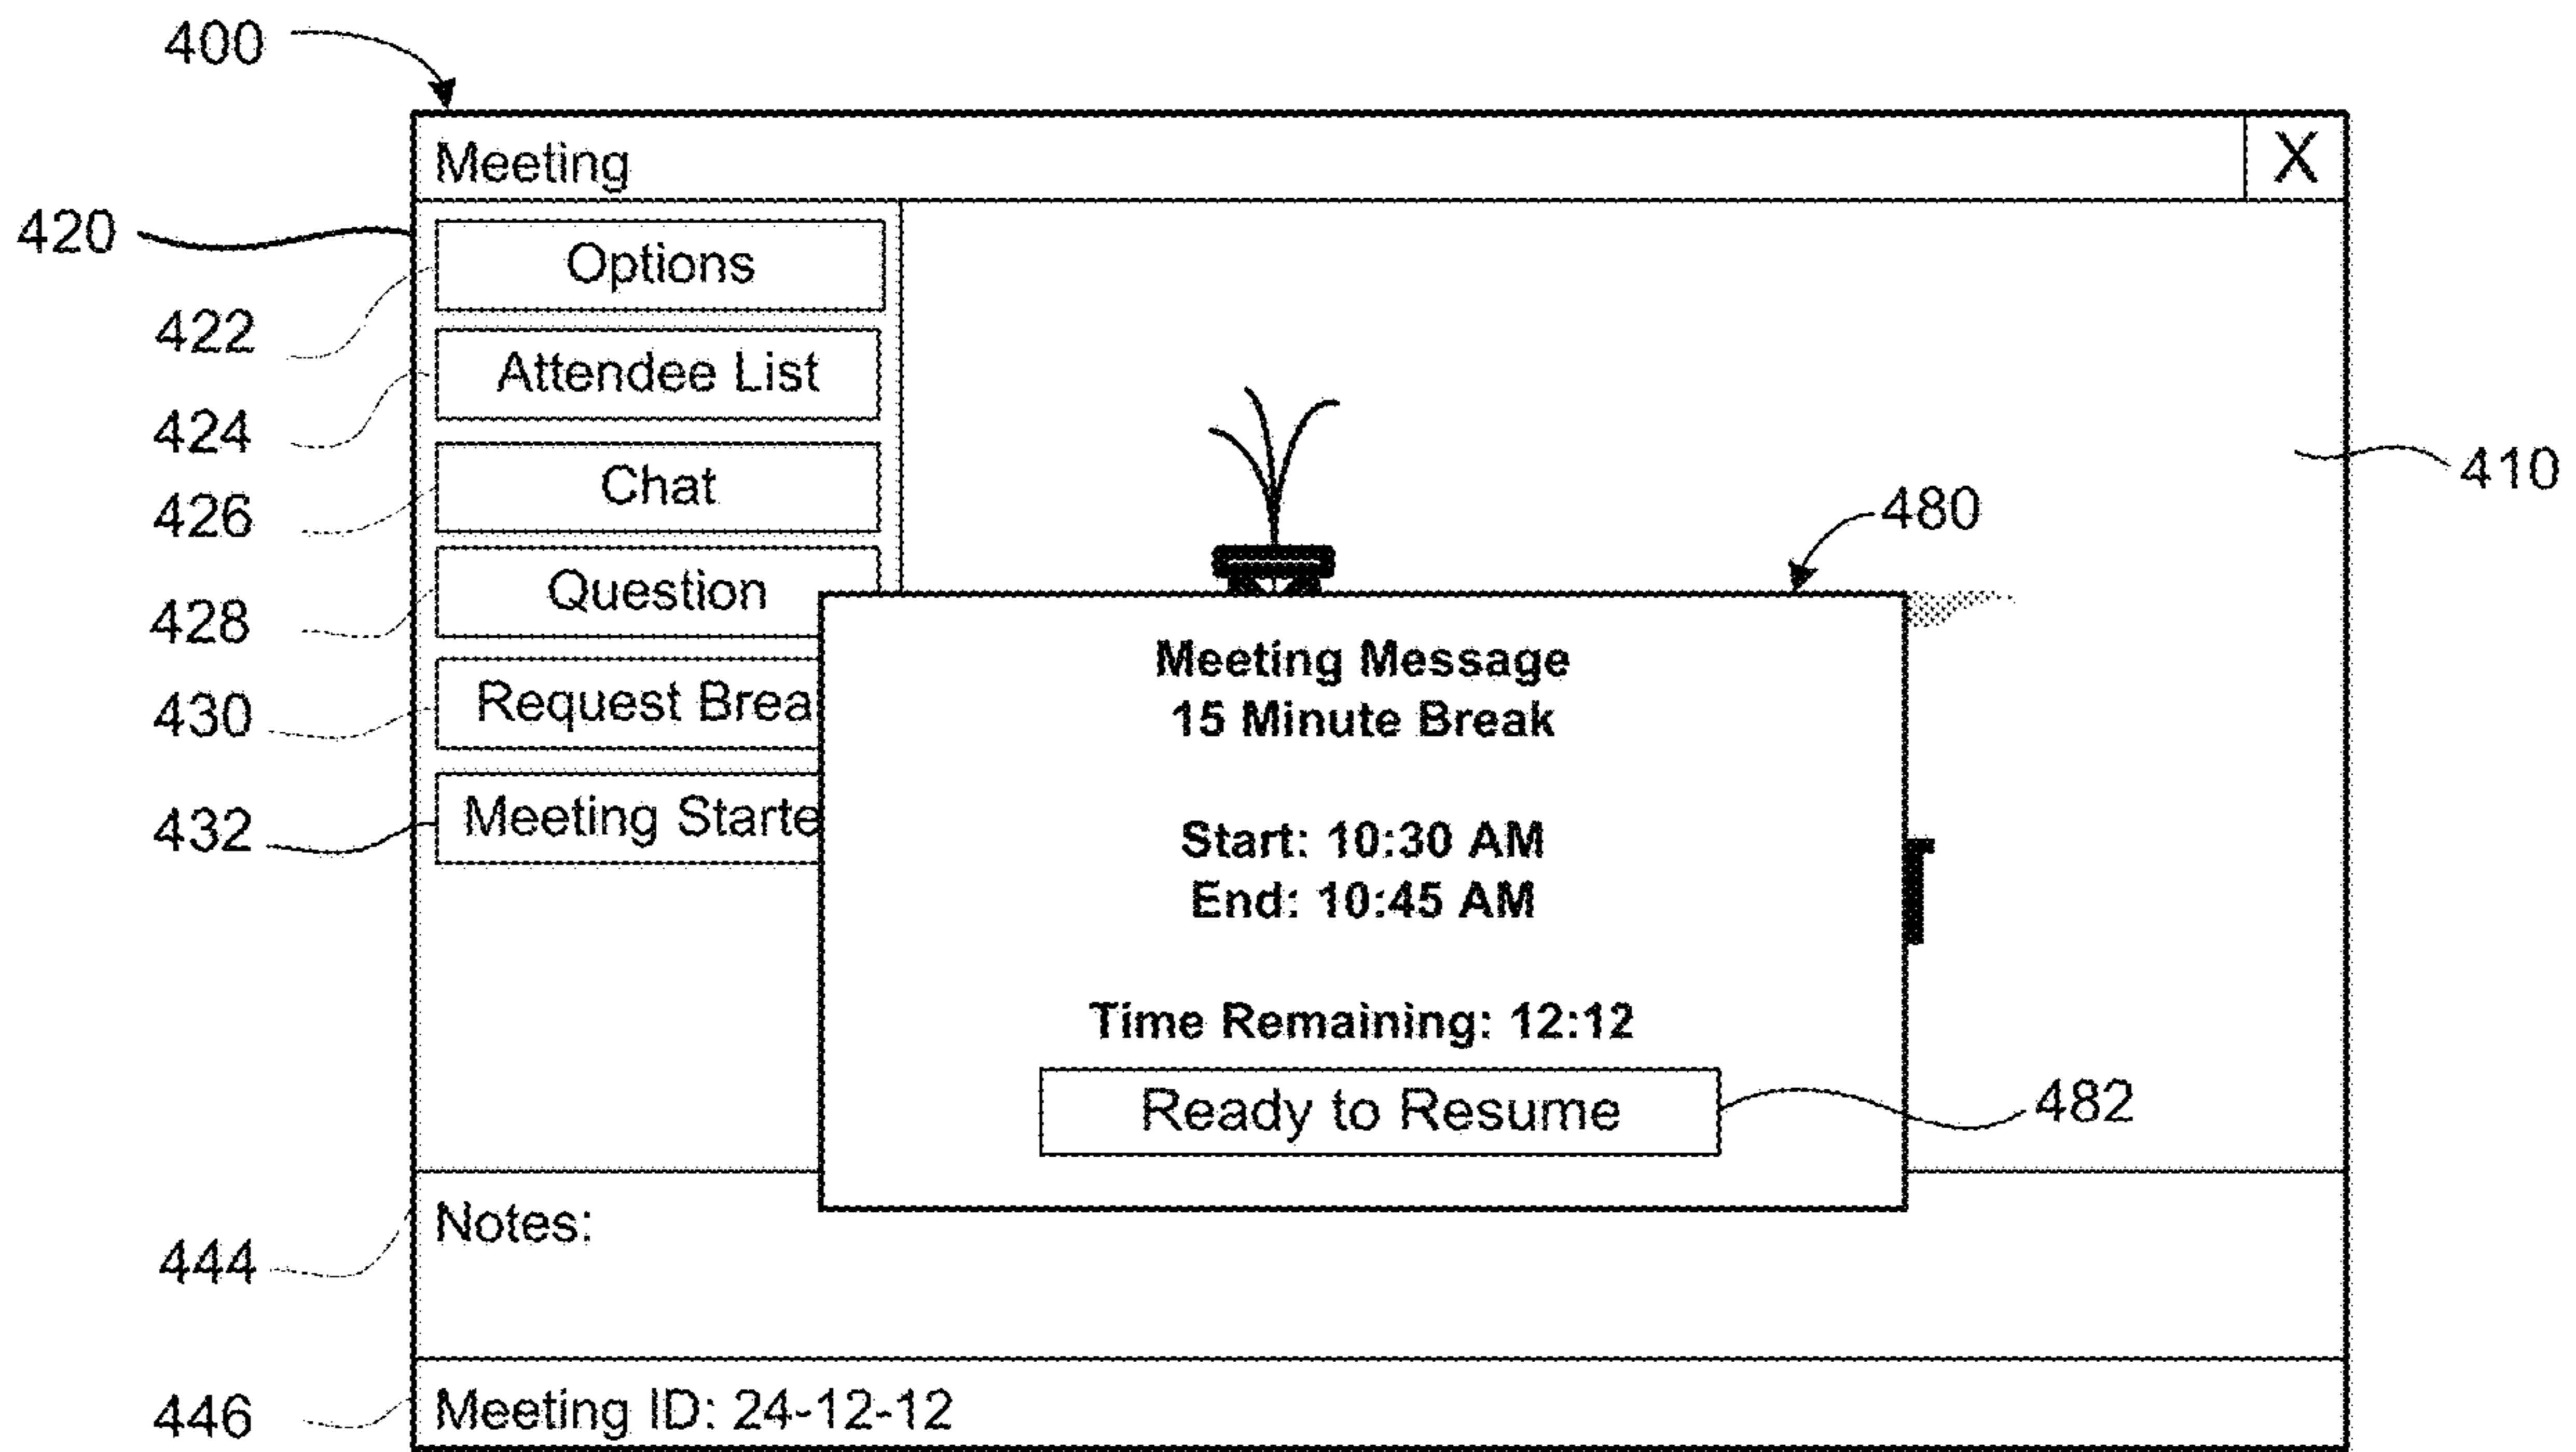 400
Meeting
X
420
Options
422
Attendee List
424
Chat
426
410
480
Question
428
Request Brea
430
Meeting Starte
432
Meeting Message
15 Minute Break
Start: 10:30 AM
End: 10:45 AM
Time Remaining: 12:12
Ready to Resume
482
Notes:
444
Meeting ID: 24-12-12
446